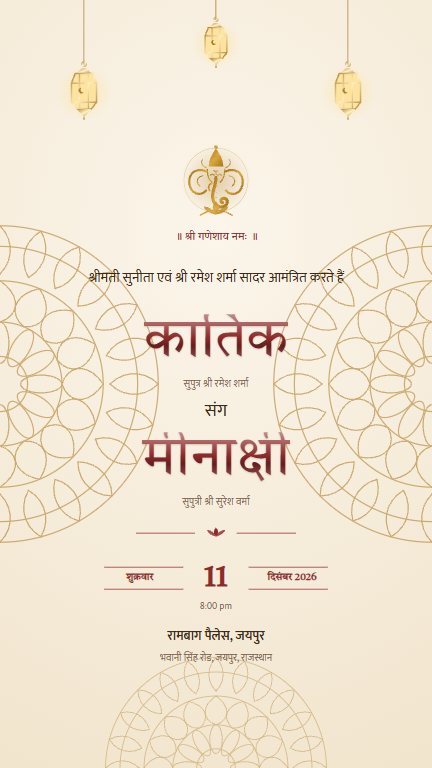 ॥ श्री गणेशाय नमः ॥
श्रीमती सुनीता एवं श्री रमेश शर्मा सादर आमंत्रित करते हैं
कार्तिक
सुपुत्र श्री रमेश शर्मा
संग
मीनाक्षी
सुपुत्री श्री सुरेश वर्मा
शुक्रवार 11 दिसंबर 2026
8:00 pm
रामबाग पैलेस, जयपुर
भवानी सिंह रोड, जयपुर, राजस्थान